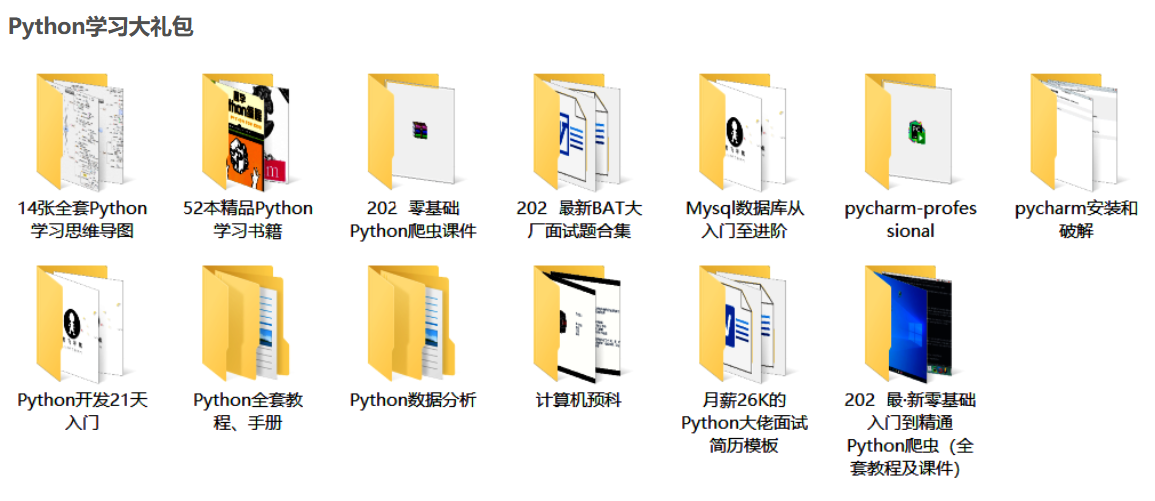 Python学习大礼包
14张全套Python
学习思维导图
52本精品Python
学习书籍
202 零基础
Python爬虫课件
202 最新BAT大
厂面试题合集
Mysql数据库从
入门至进阶
pycharm-profes
sional
pycharm安装和
破解
Python开发21天
入门
Python全套教
程、手册
Python数据分析
计算机预科
月薪26K的
Python大佬面试
简历模板
202 最·新零基础
入门到精通
Python爬虫（全
套教程及课件）